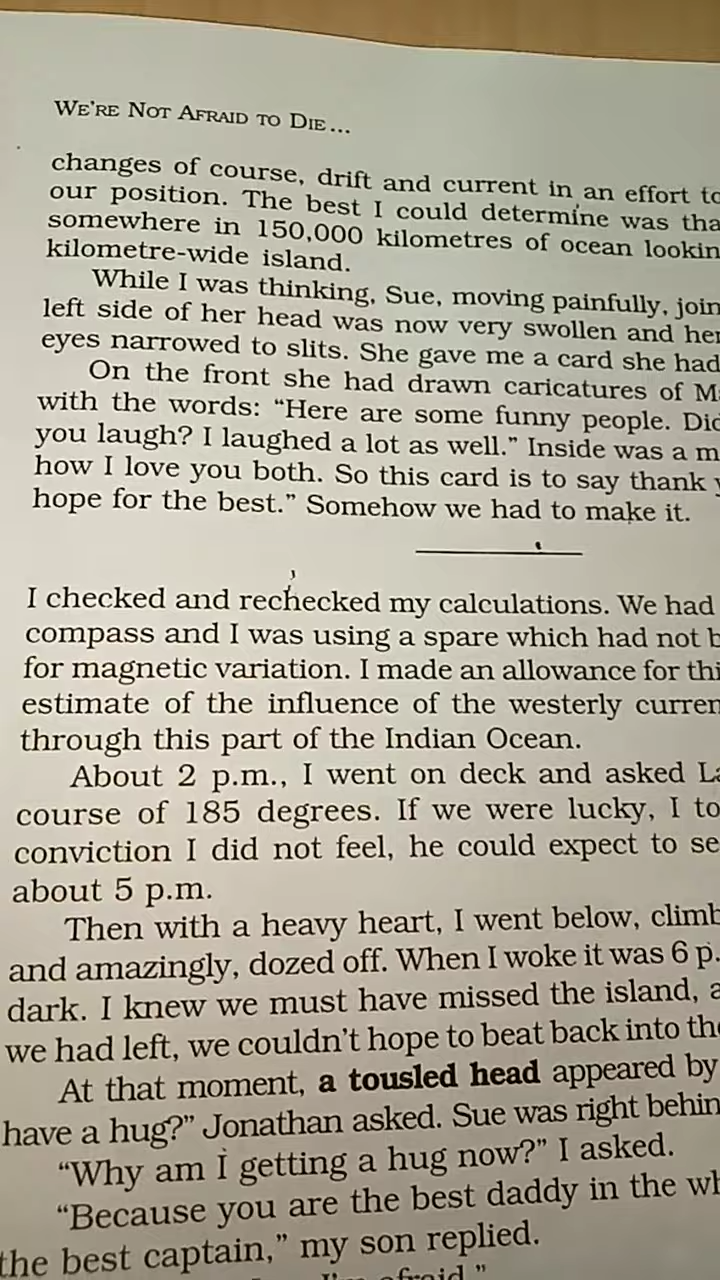 WE'RE NOT AFRAID TO DIE...
changes of course, drift and current in an effort to
our position. The best I could determine was
somewhere in 150,000 kilometres of ocean
kilometre-wide island.
While I was thinking, Sue, moving painfully,
left side of her head was now very swollen and
eyes narrowed to slits. She gave me a card she had
On the front she had drawn caricatures of
with the words: “Here are some funny people.
you laugh? I laughed a lot as well.” Inside was a
how I love you both. So this card is to say thank
hope for the best.” Somehow we had to make it.
I checked and rechecked my calculations. We had
compass and I was using a spare which had not
for magnetic variation. I made an allowance for
estimate of the influence of the westerly
through this part of the Indian Ocean.
About 2 p.m., I went on deck and asked
course of 185 degrees. If we were lucky, I
conviction I did not feel, he could expect to
about 5 p.m.
Then with a heavy heart, I went below,
and amazingly, dozed off. When I woke it was 6
dark. I knew we must have missed the island,
we had left, we couldn't hope to beat back into
At that moment, a tousled head appeared by
have a hug?” Jonathan asked. Sue was right
“Why am I getting a hug now?” I asked.
“Because you are the best daddy in the
the best captain,” my son replied.
afraid.”